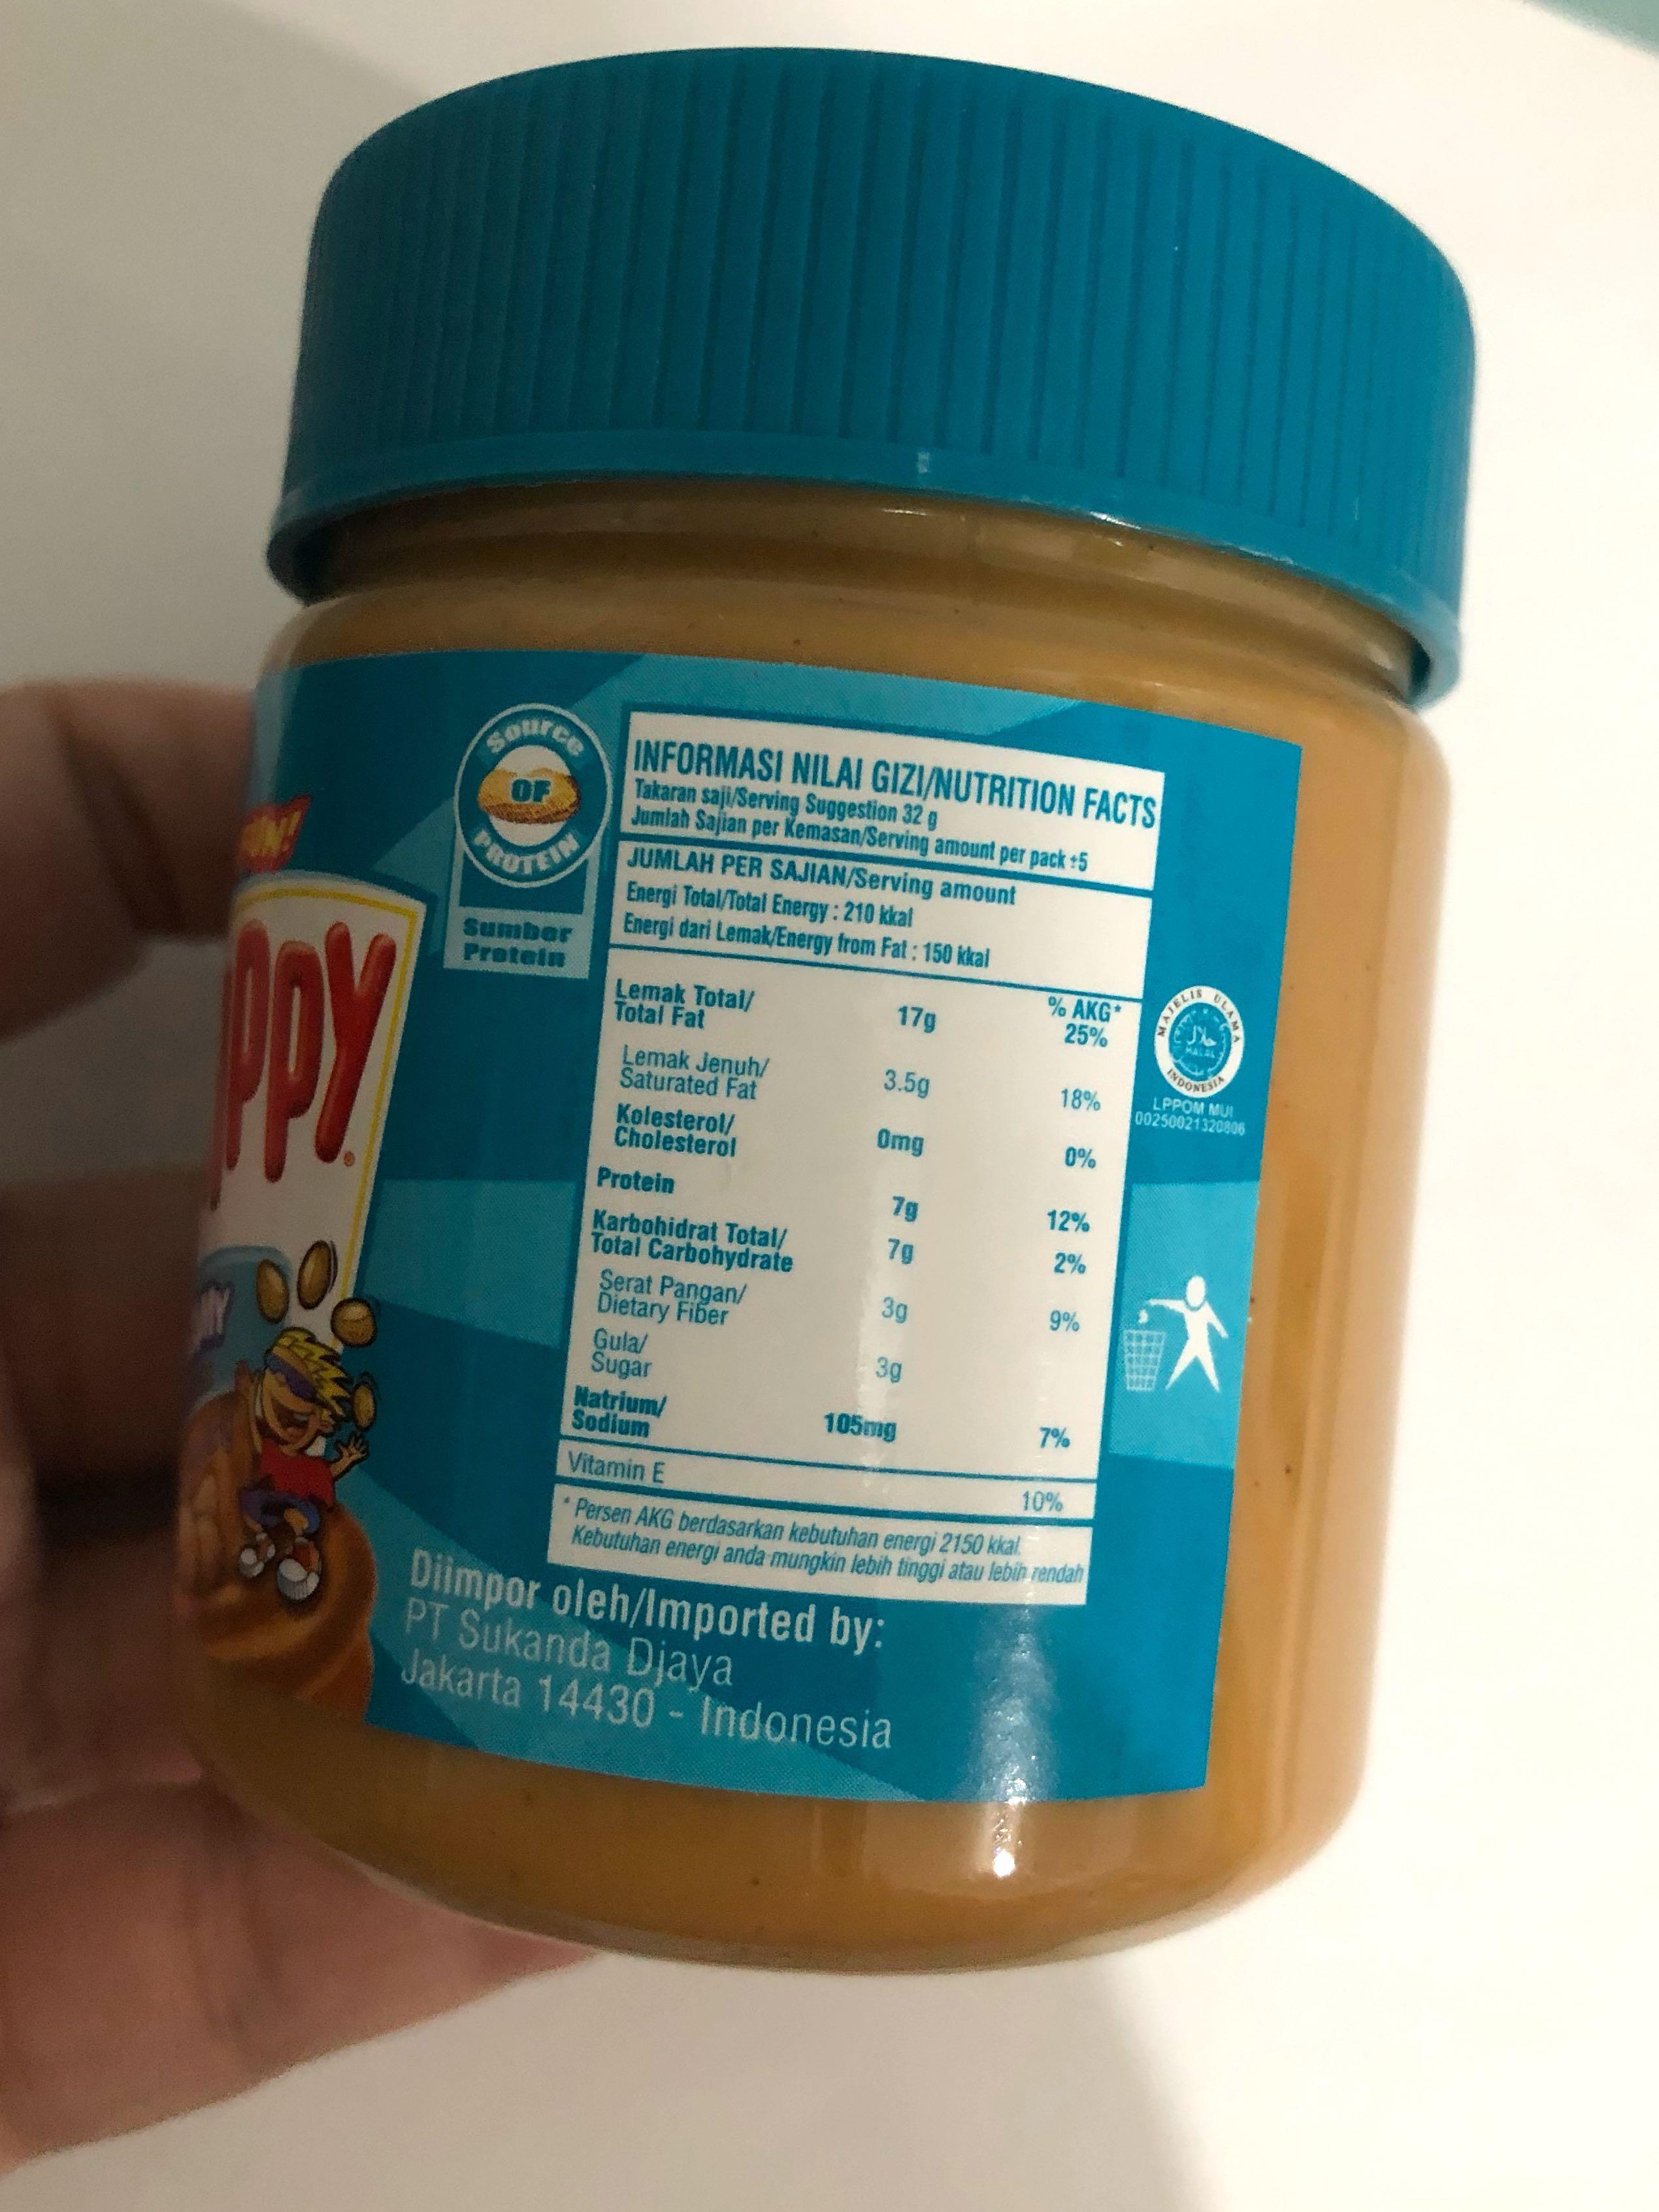 Source
OF
PROTEIN
Sumber
Protein
INFORMASI NILAI GIZI/NUTRITION FACTS
Takaran saji/Serving Suggestion 32 g
Jumlah Sajian per Kemasan/Serving amount per pack ±5
JUMLAH PER SAJIAN/Serving amount
Energi Total/Total Energy : 210 kkal
Energi dari Lemak/Energy from Fat : 150 kkal
% AKG*
Lemak Total/
Total Fat 17g 25%
Lemak Jenuh/
Saturated Fat 3.5g 18%
Kolesterol/
Cholesterol 0mg 0%
Protein 7g 12%
Karbohidrat Total/
Total Carbohydrate 7g 2%
Serat Pangan/
Dietary Fiber 3g 9%
Gula/
Sugar 3g
Natrium/
Sodium 105mg 7%
Vitamin E 10%
* Persen AKG berdasarkan kebutuhan energi 2150 kkal.
Kebutuhan energi anda mungkin lebih tinggi atau lebih rendah
Diimpor oleh/Imported by:
PT Sukanda Djaya
Jakarta 14430 - Indonesia
MAJELIS ULAMA
HALAL
INDONESIA
LPPOM MUI
00250021320806